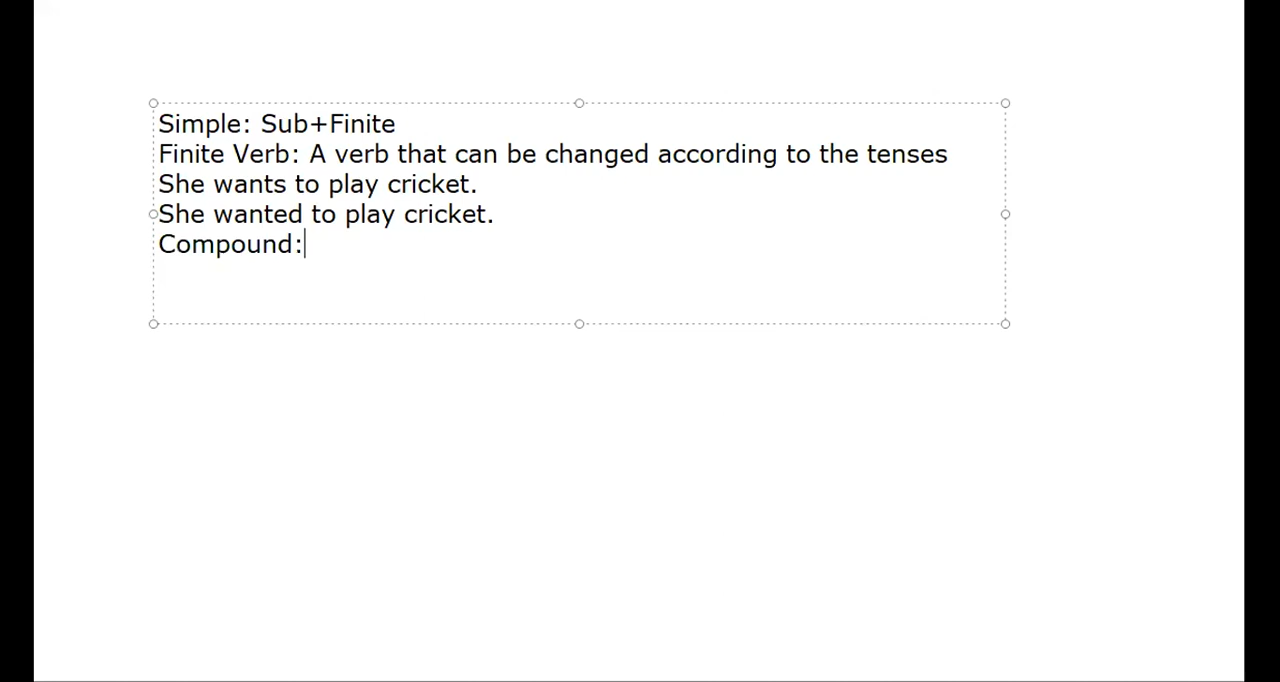 Simple: Sub+Finite
Finite Verb: A verb that can be changed according to the tenses
She wants to play cricket.
She wanted to play cricket.
Compound: